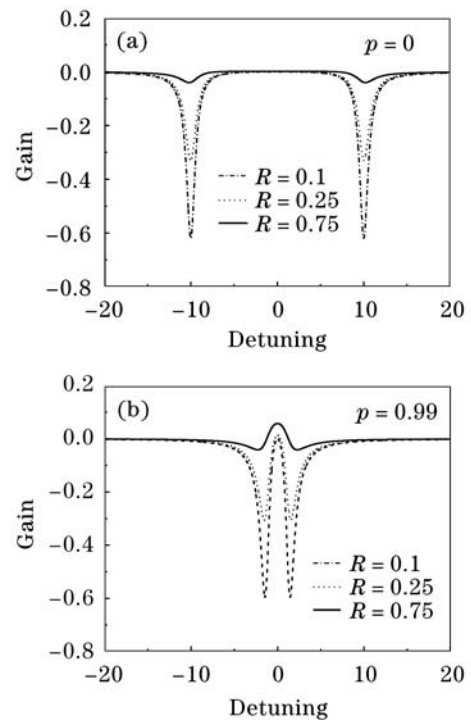 0.2
(a)
p = 0
0.0
−0.2
Gain
−0.4
R = 0.1
R = 0.25
R = 0.75
−0.6
−0.8
−20 −10 0 10 20
Detuning
0.2
(b)
p = 0.99
0.0
−0.2
Gain
−0.4
R = 0.1
R = 0.25
R = 0.75
−0.6
−0.8
−20 −10 0 10 20
Detuning